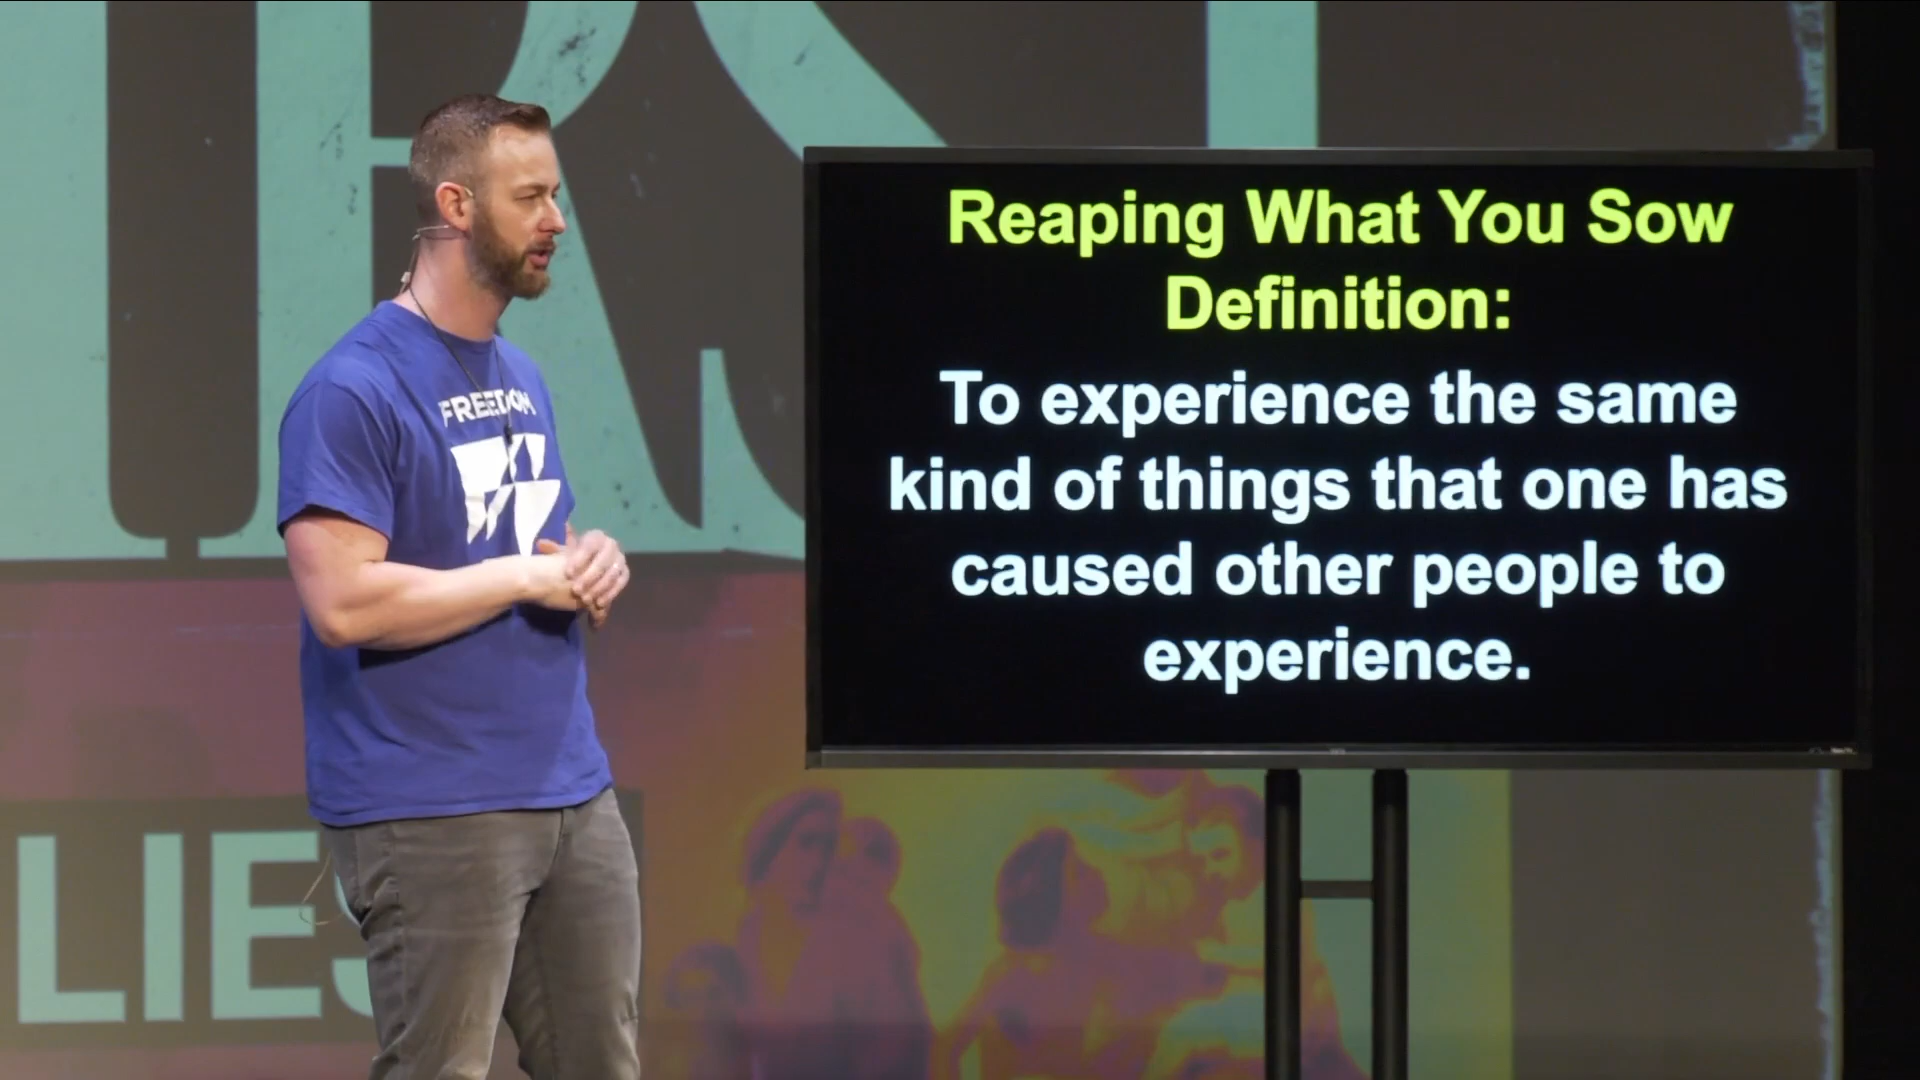 RST
Reaping What You Sow
Definition:
To experience the same
kind of things that one has
caused other people to
experience.
FREEDOM
LIES